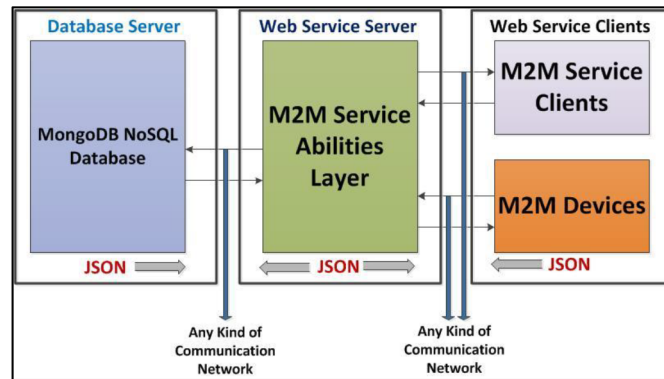 Database Server
MongoDB NoSQL
Database
JSON
Web Service Server
M2M Service
Abilities
Layer
JSON
Web Service Clients
M2M Service
Clients
M2M Devices
JSON
Any Kind of
Communication
Network
Any Kind of
Communication
Network